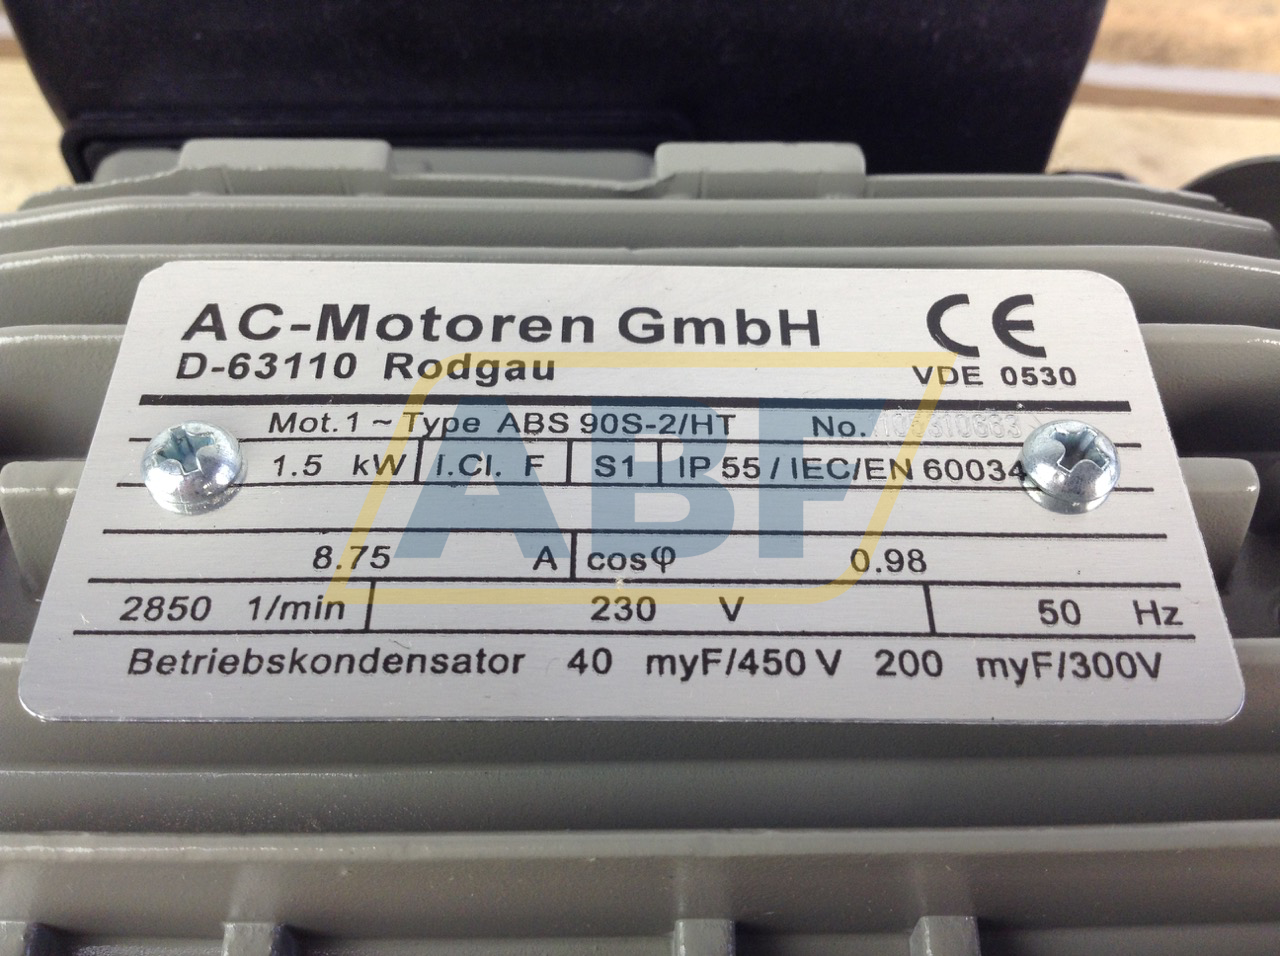 AC-Motoren GmbH CE
D-63110 Rodgau VDE 0530
Mot.1 ~ Type ABS 90S-2/HT No.
1.5 kW I.Cl. F S1 IP 55 / IEC/EN 60034
8.75 A cosφ 0.98
2850 1/min 230 V 50 Hz
Betriebskondensator 40 myF/450 V 200 myF/300V
ABF